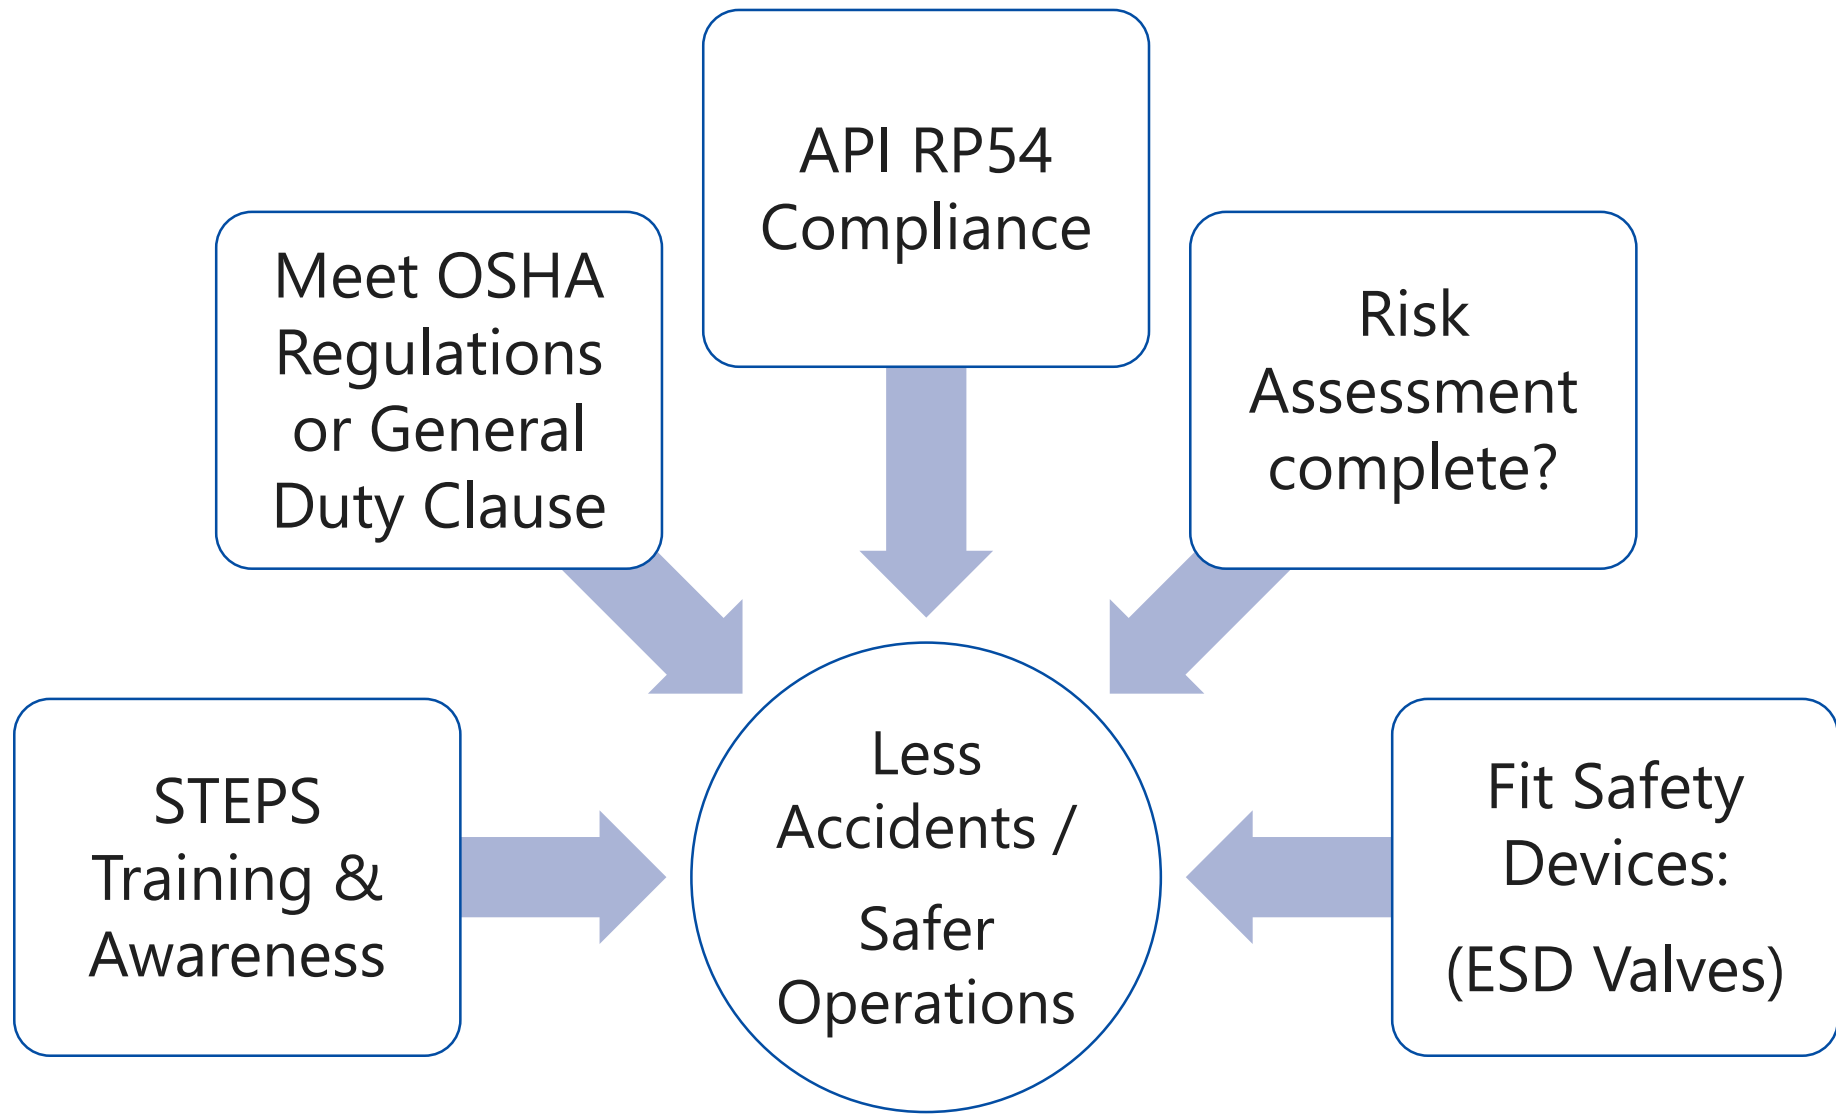 API RP54
Compliance
Meet OSHA
Regulations
or General
Duty Clause
Risk
Assessment
complete?
STEPS
Training &
Awareness
Less
Accidents /
Safer
Operations
Fit Safety
Devices:
(ESD Valves)